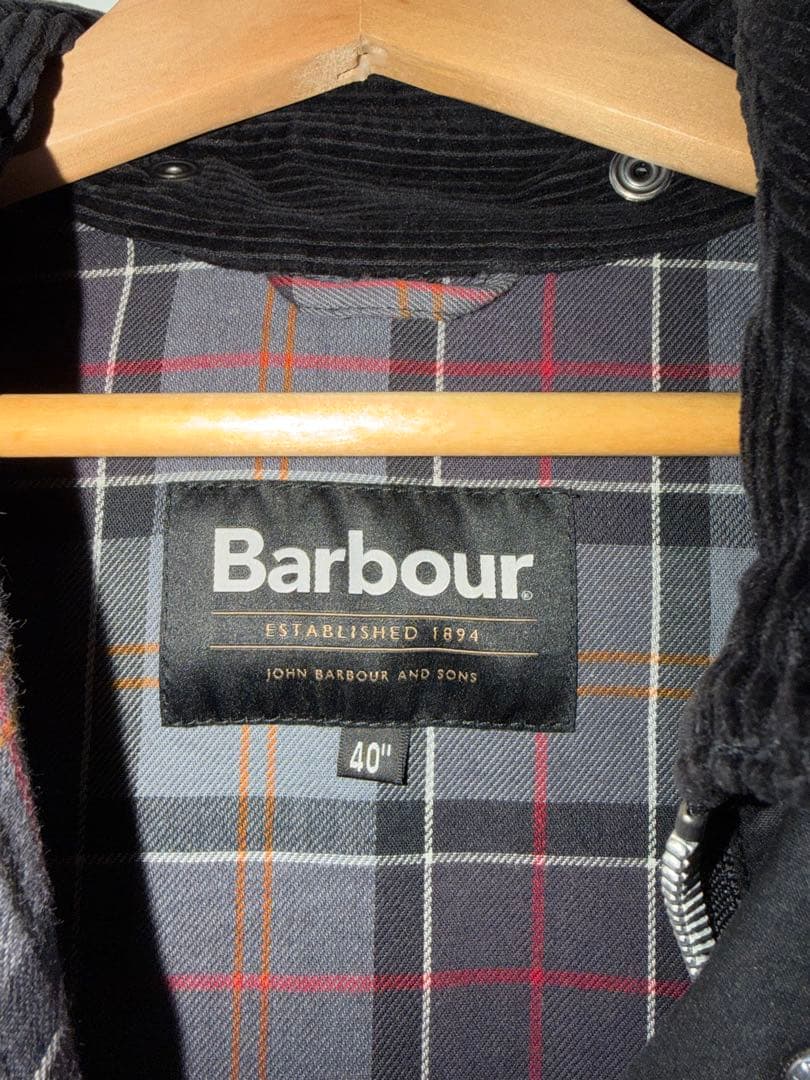 Barbour®
ESTABLISHED 1894
JOHN BARBOUR AND SONS
40"